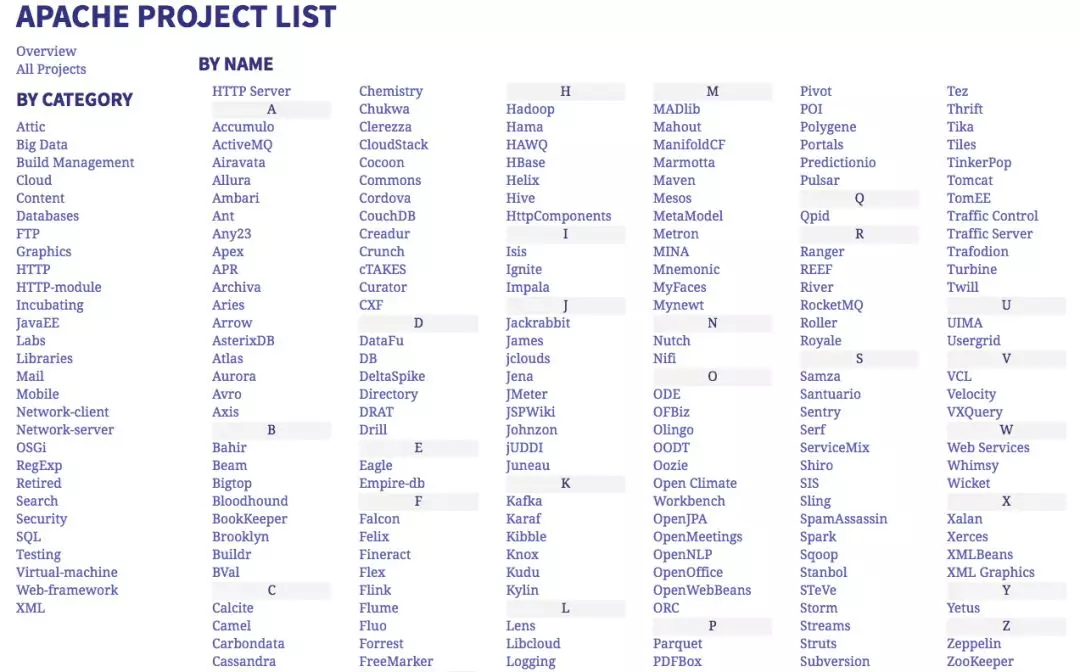 APACHE PROJECT LIST
Overview
All Projects
BY CATEGORY
Attic
Big Data
Build Management
Cloud
Content
Databases
FTP
Graphics
HTTP
HTTP-module
Incubating
JavaEE
Labs
Libraries
Mail
Mobile
Network-client
Network-server
OSGi
RegExp
Retired
Search
Security
SQL
Testing
Virtual-machine
Web-framework
XML
BY NAME
HTTP Server
A
Accumulo
ActiveMQ
Airavata
Allura
Ambari
Ant
Any23
Apex
APR
Archiva
Aries
Arrow
AsterixDB
Atlas
Aurora
Avro
Axis
B
Bahir
Beam
Bigtop
Bloodhound
BookKeeper
Brooklyn
Buildr
BVal
C
Calcite
Camel
Carbondata
Cassandra
Chemistry
Chukwa
Clerezza
CloudStack
Cocoon
Commons
Cordova
CouchDB
Creadur
Crunch
cTAKES
Curator
CXF
D
DataFu
DB
DeltaSpike
Directory
DRAT
Drill
E
Eagle
Empire-db
F
Falcon
Felix
Fineract
Flex
Flink
Flume
Fluo
Forrest
FreeMarker
H
Hadoop
Hama
HAWQ
HBase
Helix
Hive
HttpComponents
I
Isis
Ignite
Impala
J
Jackrabbit
James
jclouds
Jena
JMeter
JSPWiki
Johnzon
jUDDI
Juneau
K
Kafka
Karaf
Kibble
Knox
Kudu
Kylin
L
Lens
Libcloud
Logging
M
MADlib
Mahout
ManifoldCF
Marmotta
Maven
Mesos
MetaModel
Metron
MINA
Mnemonic
MyFaces
Mynewt
N
Nutch
Nifi
O
ODE
OFBiz
Olingo
OODT
Oozie
Open Climate
Workbench
OpenJPA
OpenMeetings
OpenNLP
OpenOffice
OpenWebBeans
ORC
P
Parquet
PDFBox
Pivot
POI
Polygene
Portals
Predictionio
Pulsar
Q
Qpid
R
Ranger
REEF
River
RocketMQ
Roller
Royale
S
Samza
Santuario
Sentry
Serf
ServiceMix
Shiro
SIS
Sling
SpamAssassin
Spark
Sqoop
Stanbol
STeVe
Storm
Streams
Struts
Subversion
Tez
Thrift
Tika
Tiles
TinkerPop
Tomcat
TomEE
Traffic Control
Traffic Server
Trafodion
Turbine
Twill
U
UIMA
Usergrid
V
VCL
Velocity
VXQuery
W
Web Services
Whimsy
Wicket
X
Xalan
Xerces
XMLBeans
XML Graphics
Y
Yetus
Z
Zeppelin
ZooKeeper